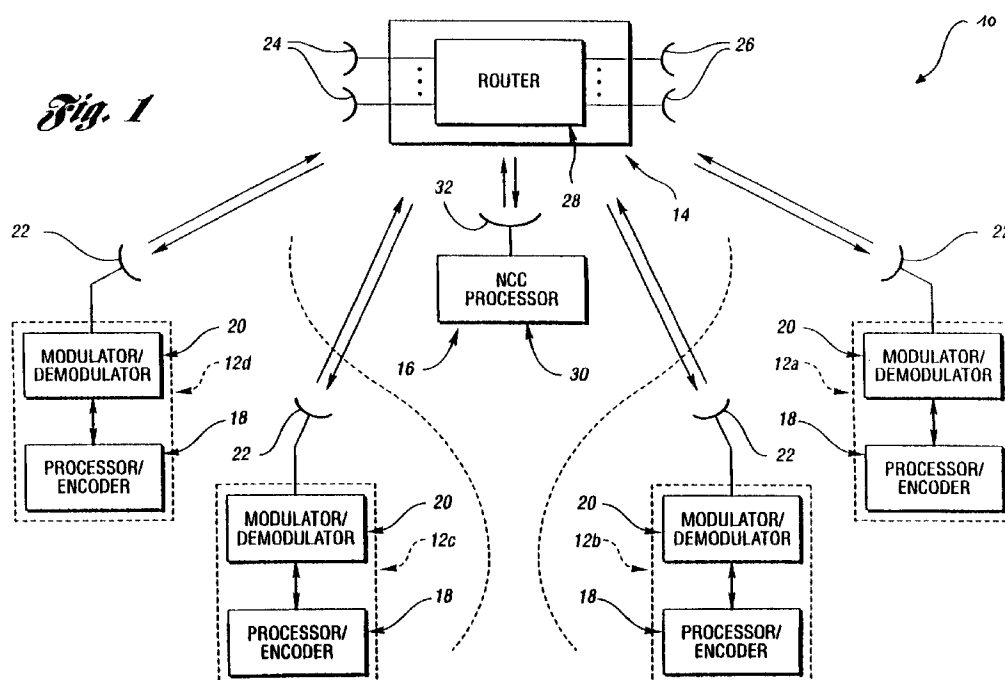 10
24
26
ROUTER
Fig. 1
28
14
32
22
22
NCC
PROCESSOR
16
30
20
MODULATOR/
DEMODULATOR
12d
18
PROCESSOR/
ENCODER
20
12a
MODULATOR/
DEMODULATOR
18
PROCESSOR/
ENCODER
22
22
MODULATOR/
DEMODULATOR
20
12c
PROCESSOR/
ENCODER
18
20
12b
MODULATOR/
DEMODULATOR
18
PROCESSOR/
ENCODER